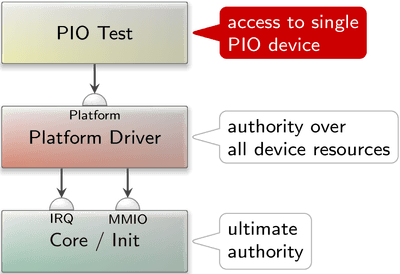 PIO Test
access to single
PIO device
Platform
Platform Driver
authority over
all device resources
IRQ MMIO
Core / Init
ultimate
authority